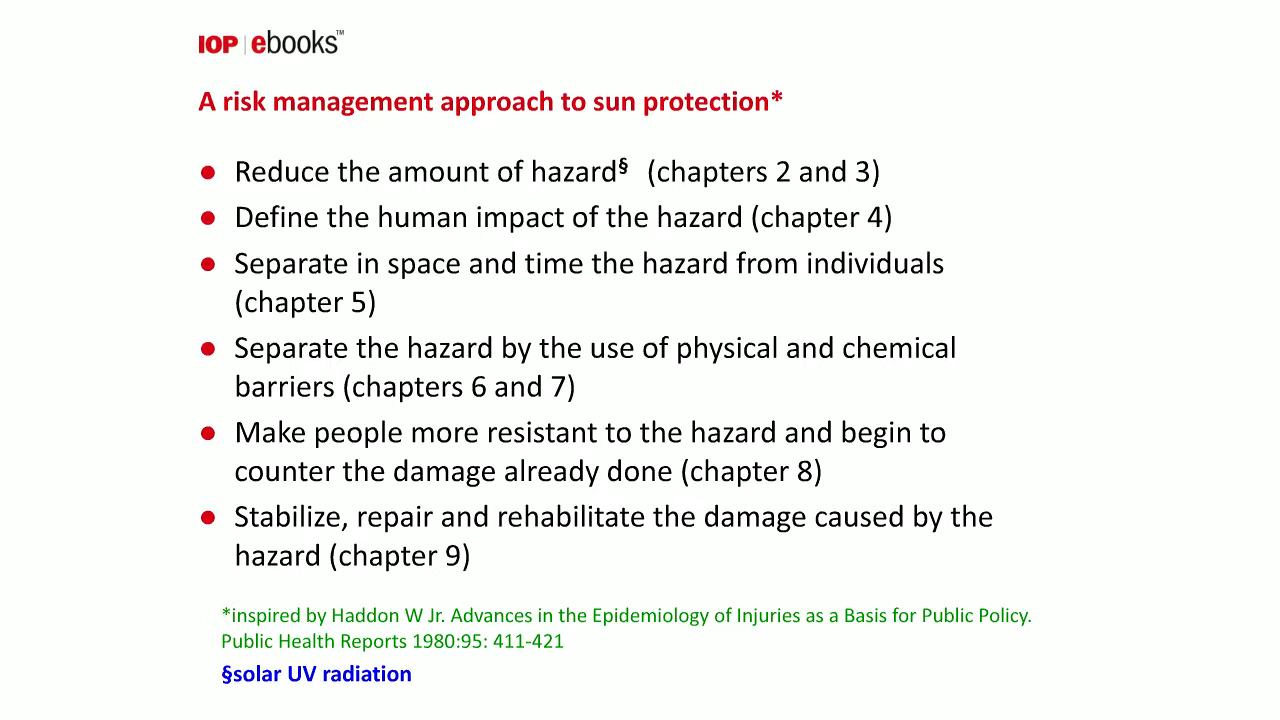 IOP | ebooks™
A risk management approach to sun protection*
● Reduce the amount of hazard§ (chapters 2 and 3)
● Define the human impact of the hazard (chapter 4)
● Separate in space and time the hazard from individuals
(chapter 5)
● Separate the hazard by the use of physical and chemical
barriers (chapters 6 and 7)
● Make people more resistant to the hazard and begin to
counter the damage already done (chapter 8)
● Stabilize, repair and rehabilitate the damage caused by the
hazard (chapter 9)
*inspired by Haddon W Jr. Advances in the Epidemiology of Injuries as a Basis for Public Policy.
Public Health Reports 1980:95: 411-421
§solar UV radiation